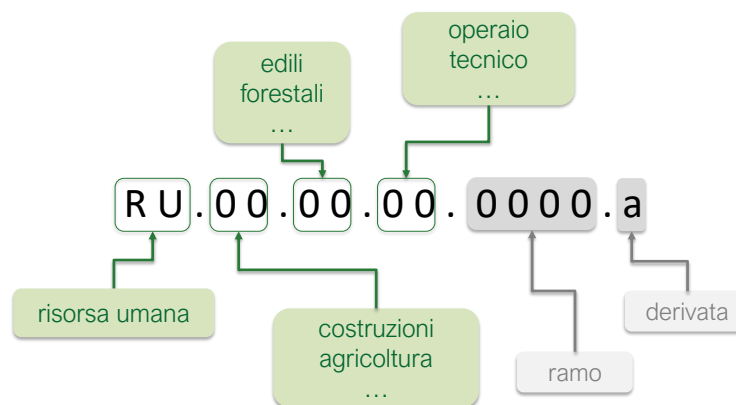 operaio
tecnico
...
edili
forestali
...
RU.00.00.00.0000.a
risorsa umana
costruzioni
agricoltura
...
derivata
ramo